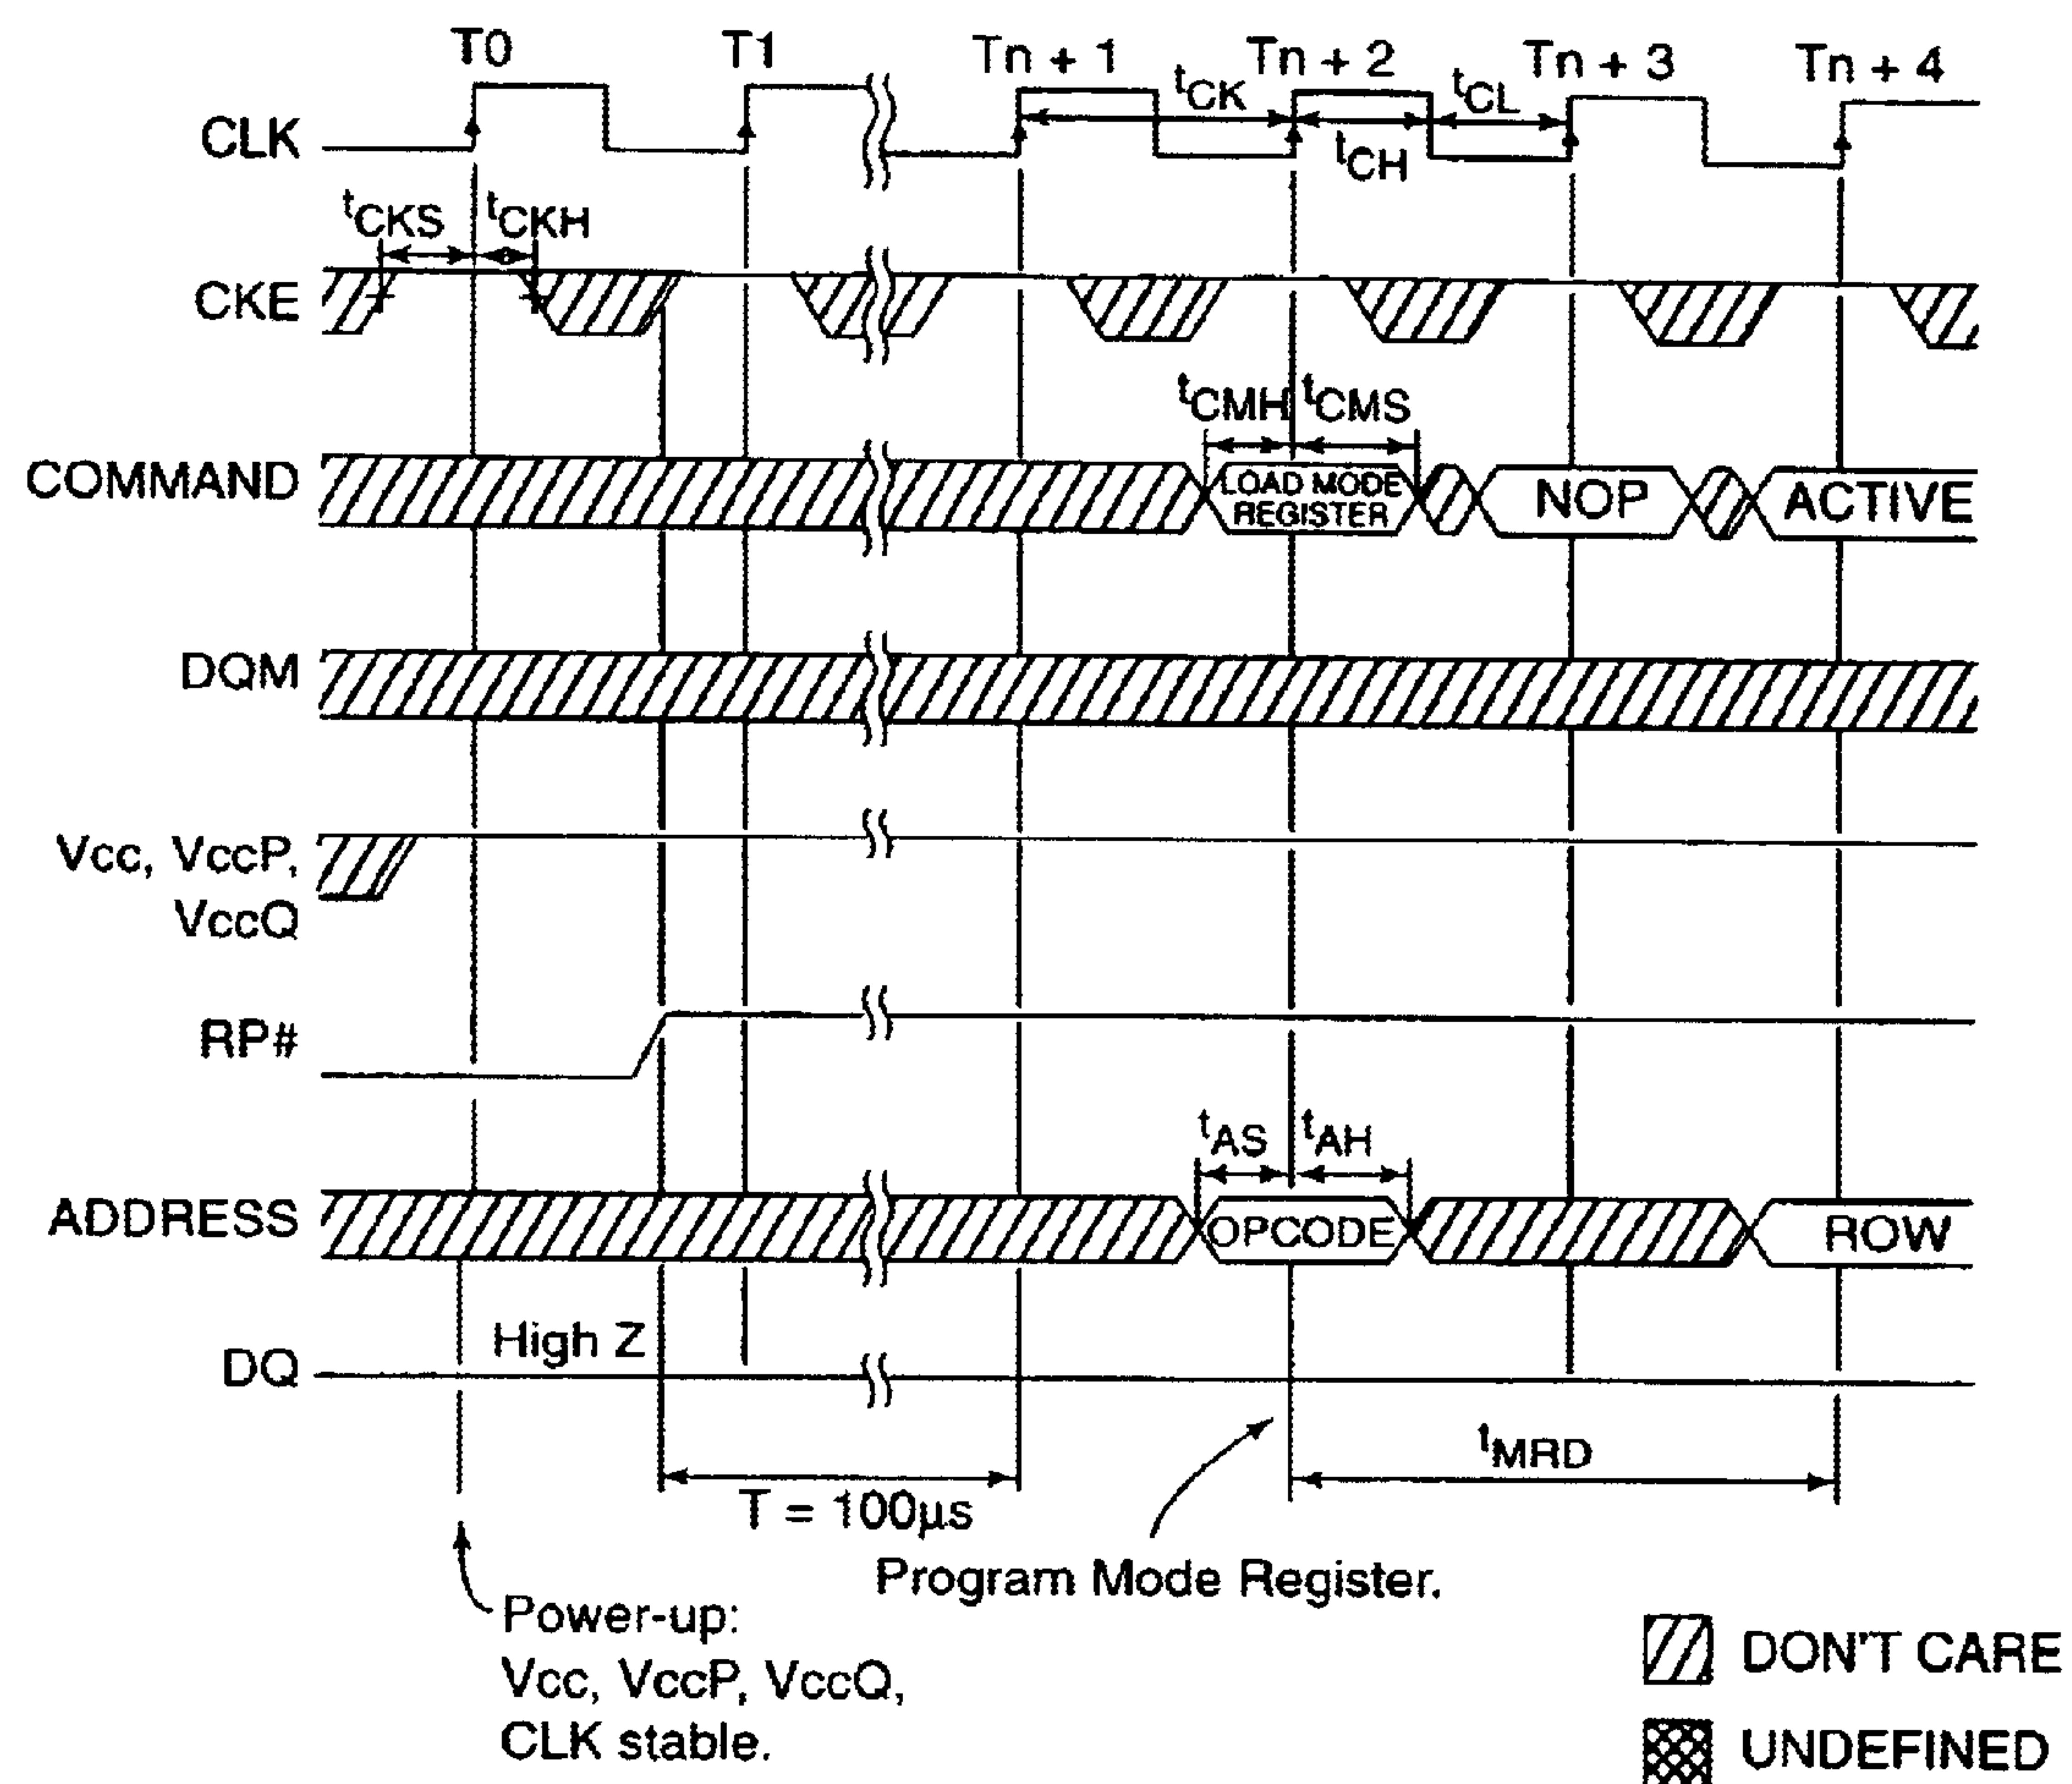 T0 T1 Tn + 1 Tn + 2 Tn + 3 Tn + 4
tCK tCL
CLK
tCH
tCKS tCKH
CKE
tCMH tCMS
COMMAND LOAD MODE REGISTER NOP ACTIVE
DQM
Vcc, VccP,
VccQ
RP#
tAS tAH
ADDRESS OPCODE ROW
High Z
DQ
tMRD
T = 100µs
Program Mode Register.
Power-up:
Vcc, VccP, VccQ,
CLK stable.
DON'T CARE
UNDEFINED